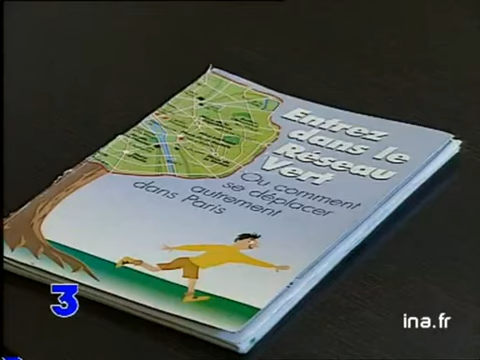 Entrez
dans le
Réseau
Vert
Ou comment
se déplacer
autrement
dans Paris
3
ina.fr